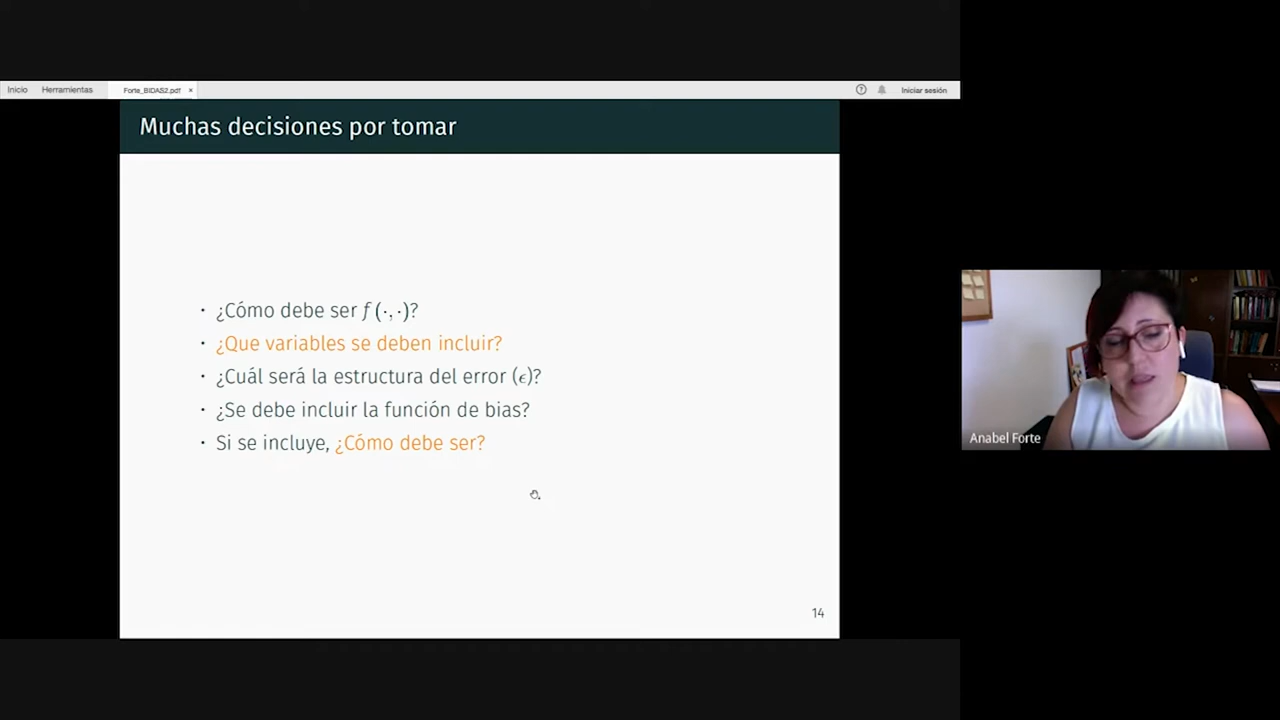 Inicio Herramientas Forte_BIDAS2.pdf × ? Iniciar sesión
Muchas decisiones por tomar
• ¿Cómo debe ser f (·, ·)?
• ¿Que variables se deben incluir?
• ¿Cuál será la estructura del error (ϵ)?
• ¿Se debe incluir la función de bias?
• Si se incluye, ¿Cómo debe ser?
14
Anabel Forte